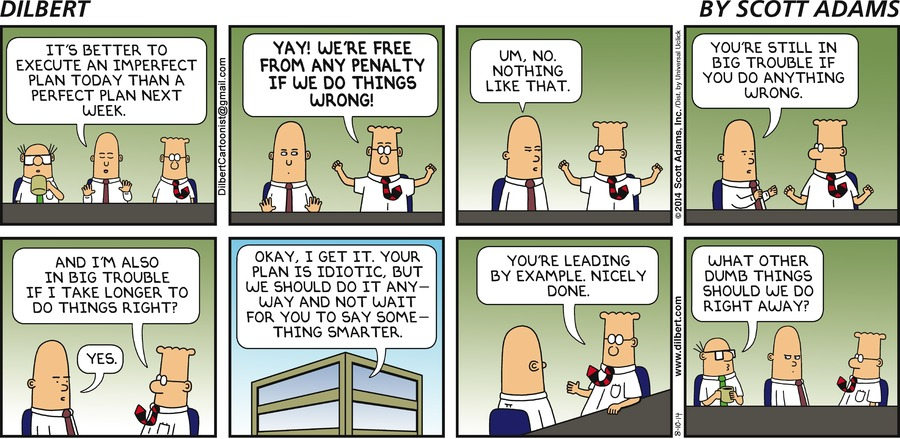 DILBERT
BY SCOTT ADAMS
IT'S BETTER TO
EXECUTE AN IMPERFECT
PLAN TODAY THAN A
PERFECT PLAN NEXT
WEEK.
DilbertCartoonist@gmail.com
YAY! WE'RE FREE
FROM ANY PENALTY
IF WE DO THINGS
WRONG!
UM, NO.
NOTHING
LIKE THAT.
©2014 Scott Adams, Inc. /Dist. by Universal Uclick
YOU'RE STILL IN
BIG TROUBLE IF
YOU DO ANYTHING
WRONG.
AND I'M ALSO
IN BIG TROUBLE
IF I TAKE LONGER TO
DO THINGS RIGHT?
YES.
OKAY, I GET IT. YOUR
PLAN IS IDIOTIC, BUT
WE SHOULD DO IT ANY-
WAY AND NOT WAIT
FOR YOU TO SAY SOME-
THING SMARTER.
YOU'RE LEADING
BY EXAMPLE. NICELY
DONE.
8-10-14
www.dilbert.com
WHAT OTHER
DUMB THINGS
SHOULD WE DO
RIGHT AWAY?